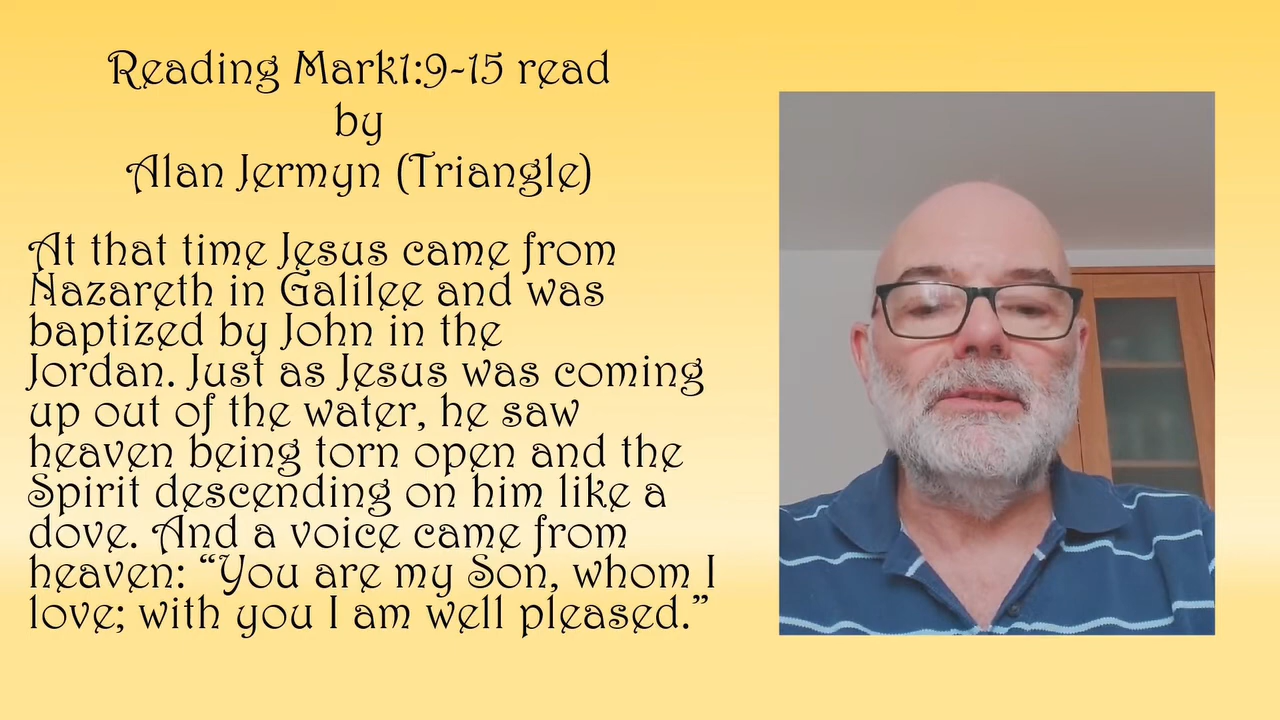 Reading Mark1:9-15 read
by
Alan Jermyn (Triangle)
At that time Jesus came from
Nazareth in Galilee and was
baptized by John in the
Jordan. Just as Jesus was coming
up out of the water, he saw
heaven being torn open and the
Spirit descending on him like a
dove. And a voice came from
heaven: “You are my Son, whom I
love; with you I am well pleased.”